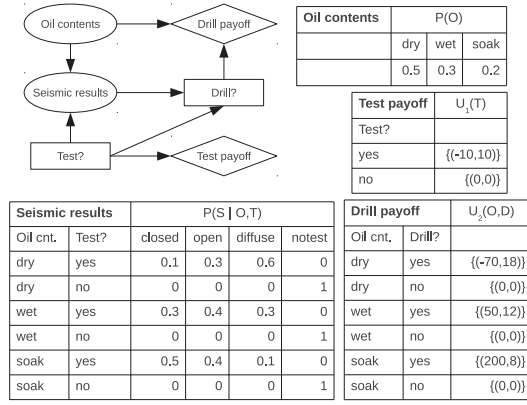 Oil contents
Drill payoff
Seismic results
Drill?
Test?
Test payoff
Oil contents P(O)
dry wet soak
0.5 0.3 0.2
Test payoff U₁(T)
Test?
yes {(-10,10)}
no {(0,0)}
Seismic results P(S | O,T)
Oil cnt. Test? closed open diffuse notest
dry yes 0.1 0.3 0.6 0
dry no 0 0 0 1
wet yes 0.3 0.4 0.3 0
wet no 0 0 0 1
soak yes 0.5 0.4 0.1 0
soak no 0 0 0 1
Drill payoff U₂(O,D)
Oil cnt. Drill?
dry yes {(-70,18)}
dry no {(0,0)}
wet yes {(50,12)}
wet no {(0,0)}
soak yes {(200,8)}
soak no {(0,0)}